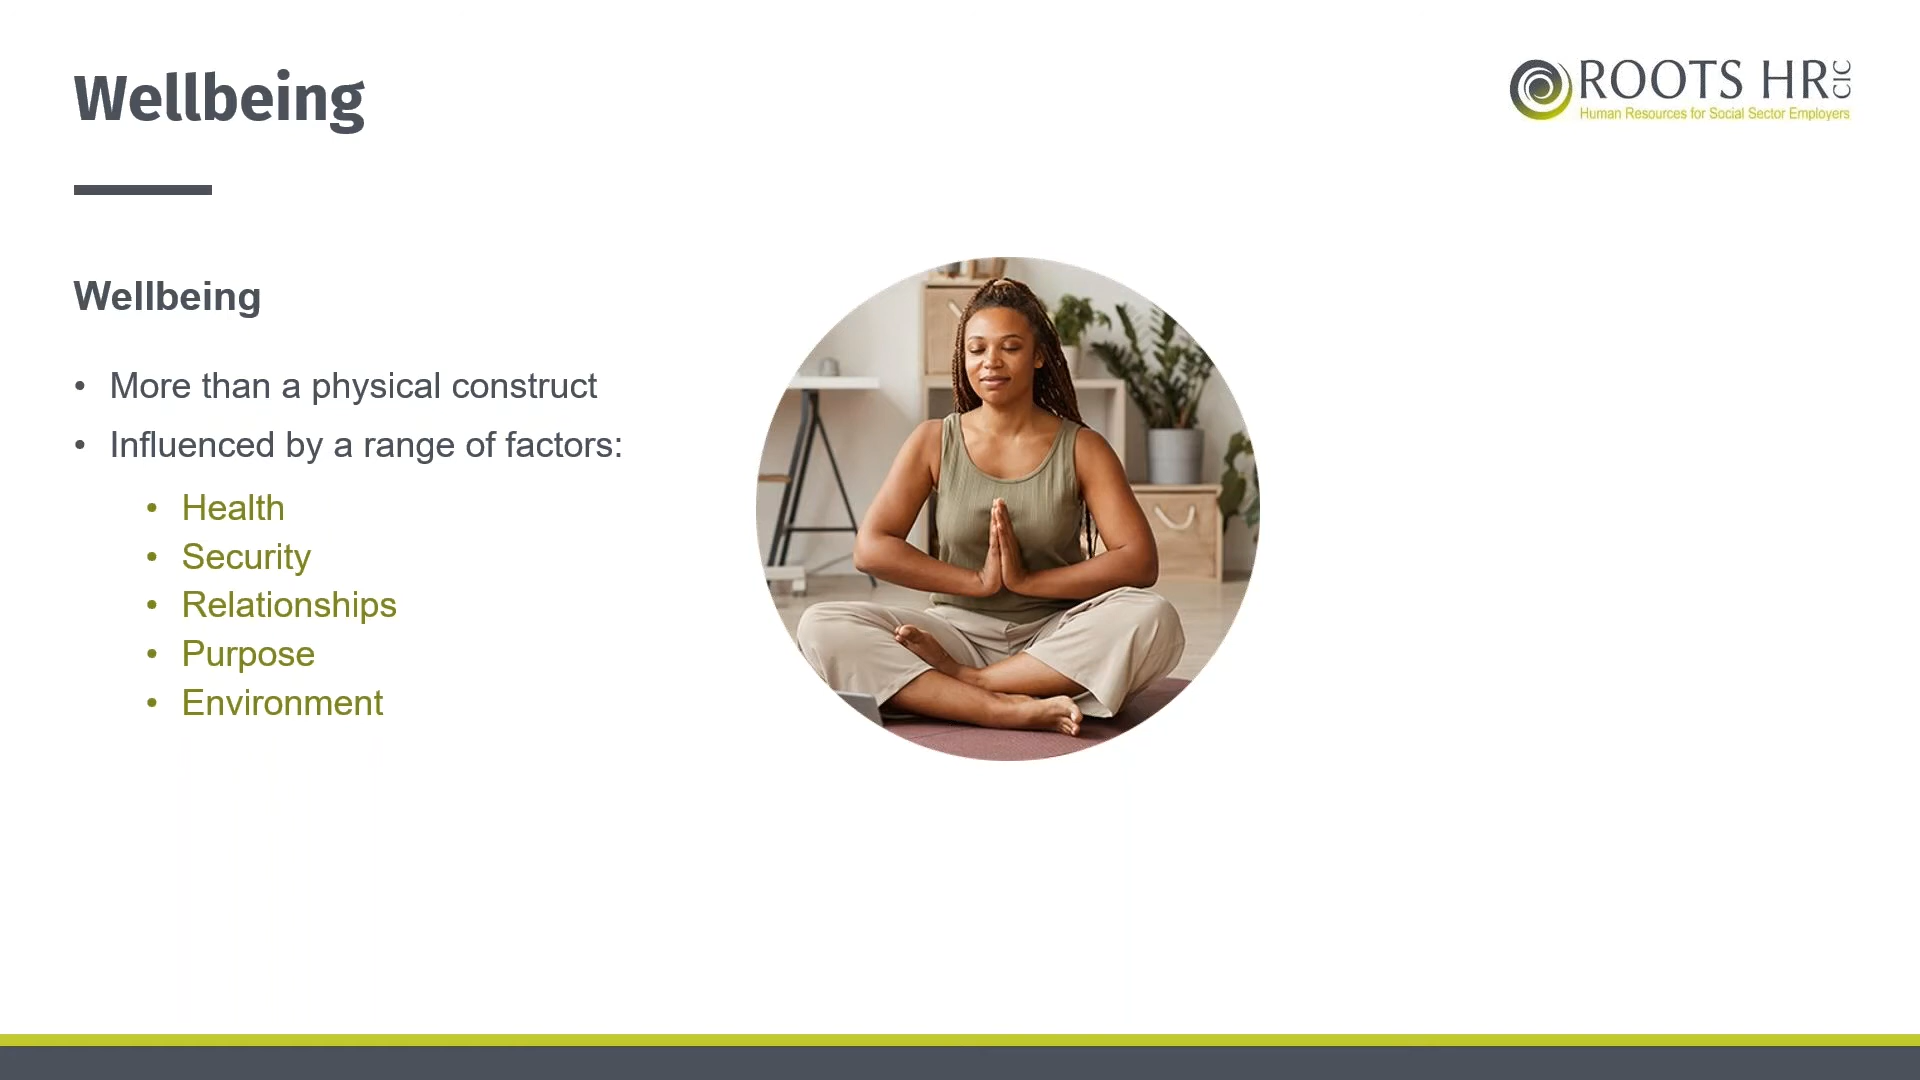 Wellbeing
ROOTS HR CIC
Human Resources for Social Sector Employers
Wellbeing
• More than a physical construct
• Influenced by a range of factors:
• Health
• Security
• Relationships
• Purpose
• Environment